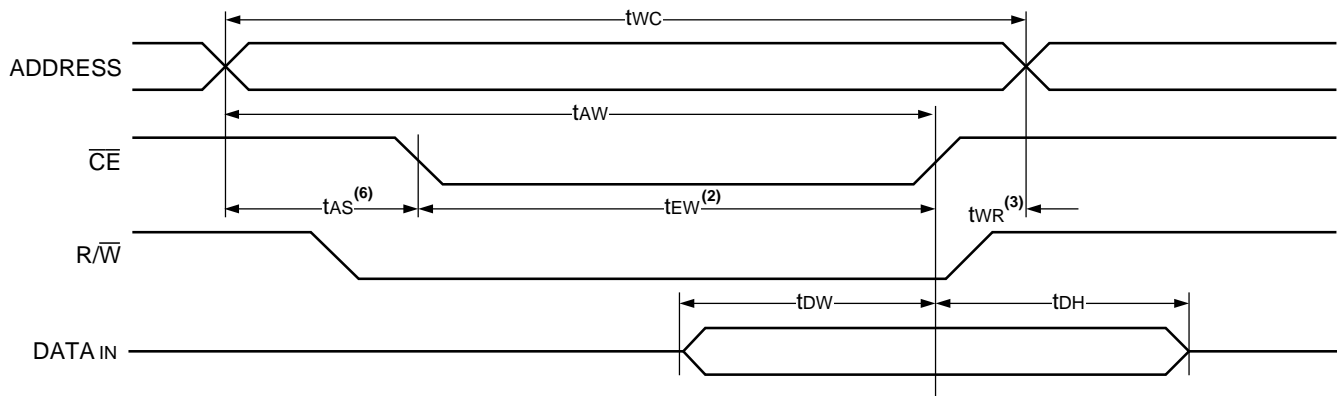 tWC
ADDRESS
tAW
CE
tAS(6)
tEW(2)
tWR(3)
R/W
tDW
tDH
DATA IN